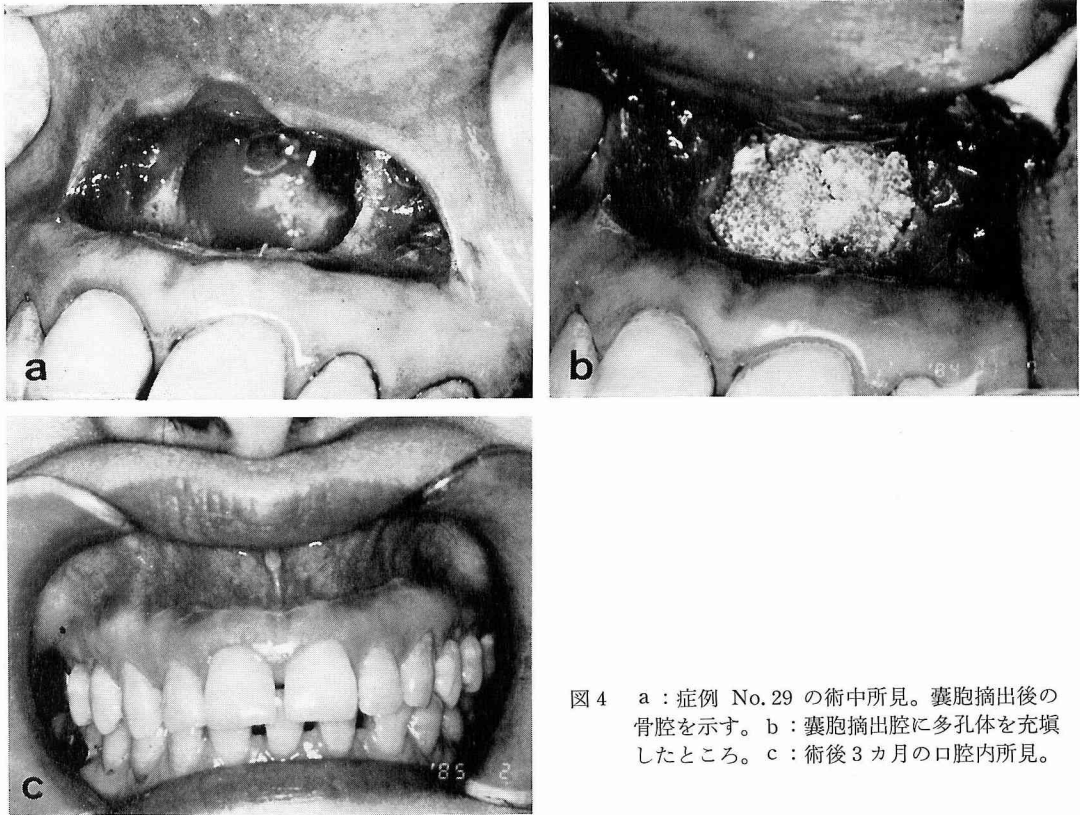 a
b
'84
c
'85 2
図4 a：症例 No.29 の術中所見。嚢胞摘出後の
骨腔を示す。b：嚢胞摘出腔に多孔体を充塡
したところ。c：術後3ヵ月の口腔内所見。